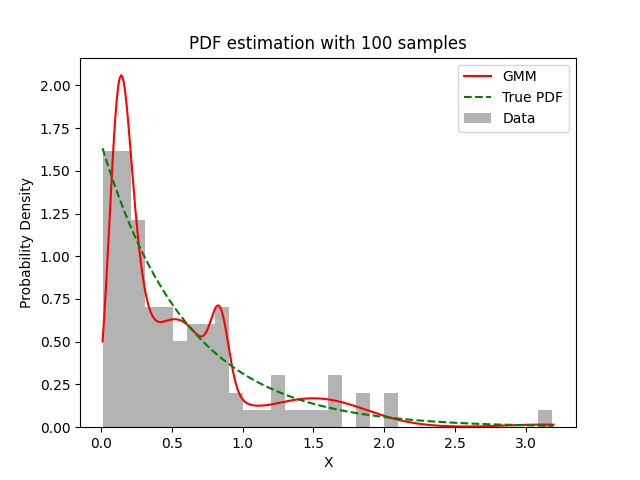 PDF estimation with 100 samples
GMM
True PDF
Data
Probability Density
2.00
1.75
1.50
1.25
1.00
0.75
0.50
0.25
0.00
0.0 0.5 1.0 1.5 2.0 2.5 3.0
X